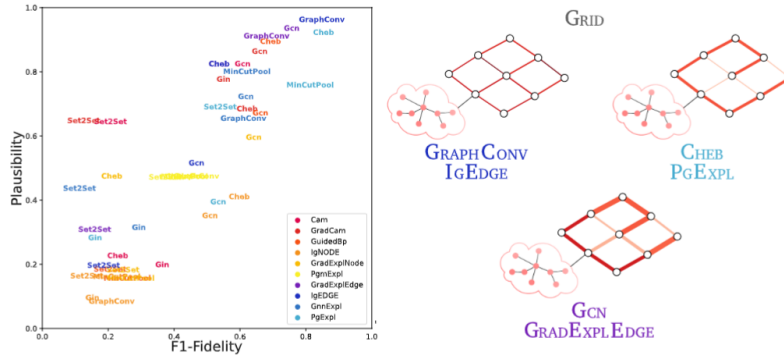 GRID
1.0
0.8
0.6
0.4
0.2
0.0
Plausibility
GraphConv
Gcn
Cheb
GraphConv
Cheb
Gcn
Cheb
Gcn
MinCutPool
Gin
MinCutPool
Gcn
Set2Set
Cheb
Gcn
GraphConv
Set2Set
Set2Set
Gcn
Gcn
Cheb
Set2Set
Cheb
Gcn
Gcn
Set2Set
Gin
Gin
Cheb
Gin
Set2Set
Set2Set
Gin
GraphConv
Cam
GradCam
GuidedBp
IgNODE
GradExplNode
PgmExpl
GradExplEdge
IgEDGE
GnnExpl
PgExpl
0.0 0.2 0.4 0.6 0.8 1.0
F1-Fidelity
GRAPHCONV
IGEDGE
CHEB
PGEXPL
GCN
GRADEXPLEDGE